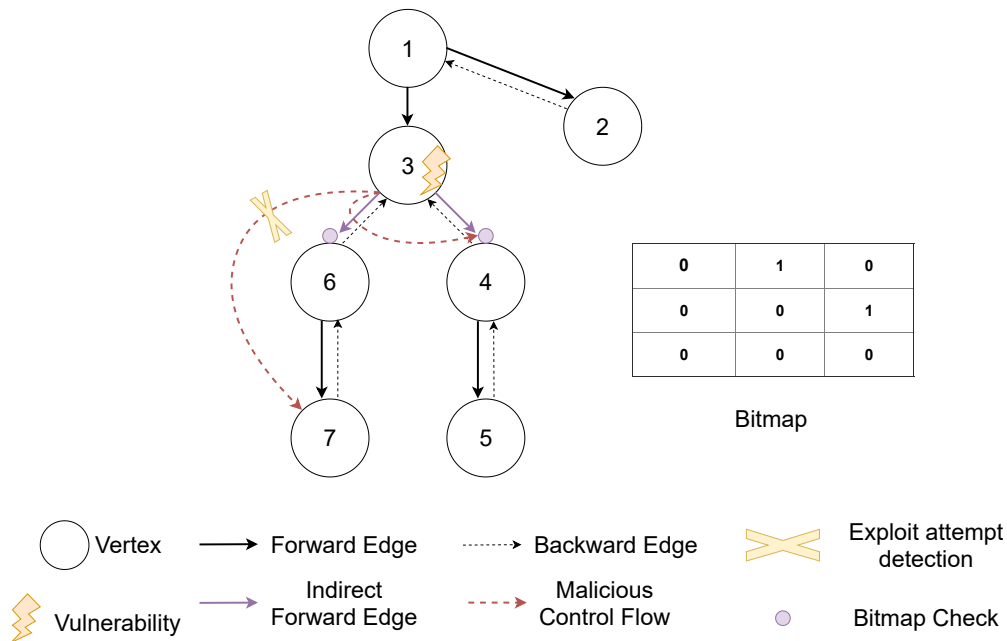 1
2
3
6
4
7
5
0 1 0
0 0 1
0 0 0
Bitmap
Vertex
Forward Edge
Backward Edge
Exploit attempt
detection
Vulnerability
Indirect
Forward Edge
Malicious
Control Flow
Bitmap Check